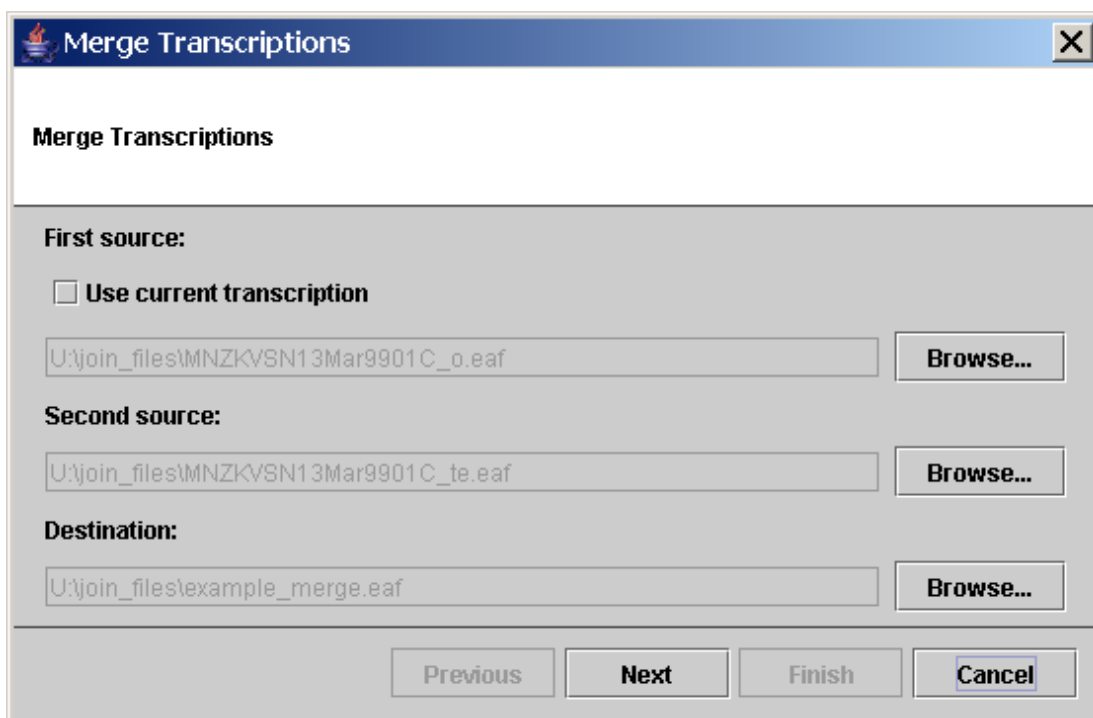 Merge Transcriptions
Merge Transcriptions
First source:
Use current transcription
U:\join_files\MNZKVSN13Mar9901C_o.eaf Browse...
Second source:
U:\join_files\MNZKVSN13Mar9901C_te.eaf Browse...
Destination:
U:\join_files\example_merge.eaf Browse...
Previous Next Finish Cancel